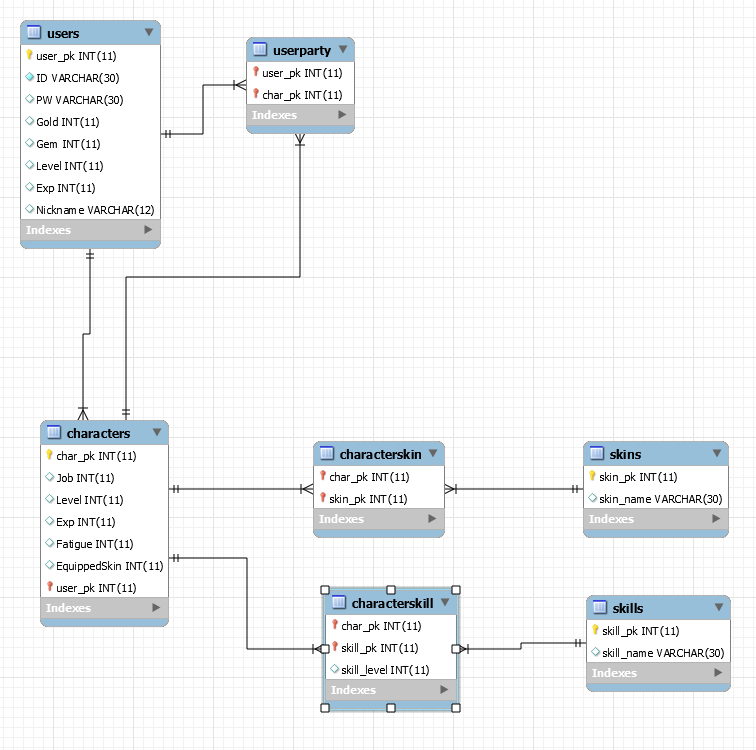 users
user_pk INT(11)
ID VARCHAR(30)
PW VARCHAR(30)
Gold INT(11)
Gem INT(11)
Level INT(11)
Exp INT(11)
Nickname VARCHAR(12)
Indexes
userparty
user_pk INT(11)
char_pk INT(11)
Indexes
characters
char_pk INT(11)
Job INT(11)
Level INT(11)
Exp INT(11)
Fatigue INT(11)
EquippedSkin INT(11)
user_pk INT(11)
Indexes
characterskin
char_pk INT(11)
skin_pk INT(11)
Indexes
skins
skin_pk INT(11)
skin_name VARCHAR(30)
Indexes
characterskill
char_pk INT(11)
skill_pk INT(11)
skill_level INT(11)
Indexes
skills
skill_pk INT(11)
skill_name VARCHAR(30)
Indexes